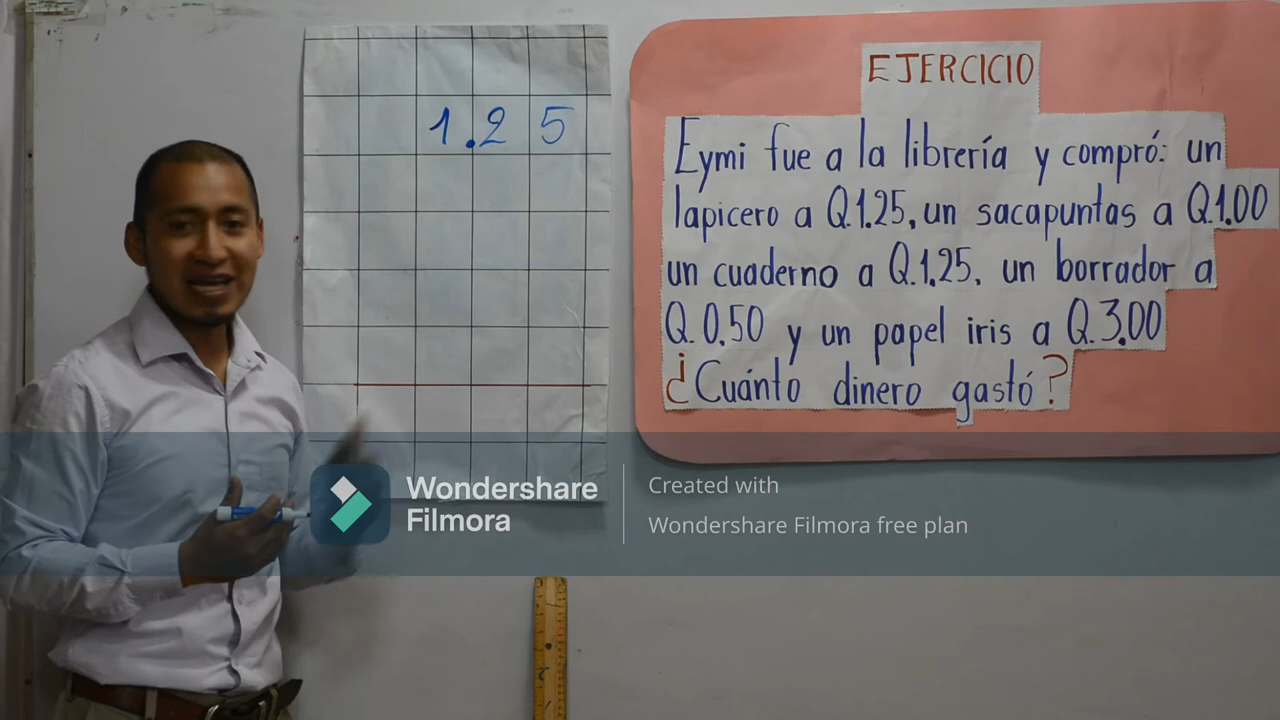 1.25
EJERCICIO
Eymi fue a la librería y compró: un
lapicero a Q.1.25, un sacapuntas a Q.1.00
un cuaderno a Q.1.25. un borrador a
Q.0.50 y un papel iris a Q.3.00
¿Cuánto dinero gastó?
Wondershare
Filmora
Created with
Wondershare Filmora free plan